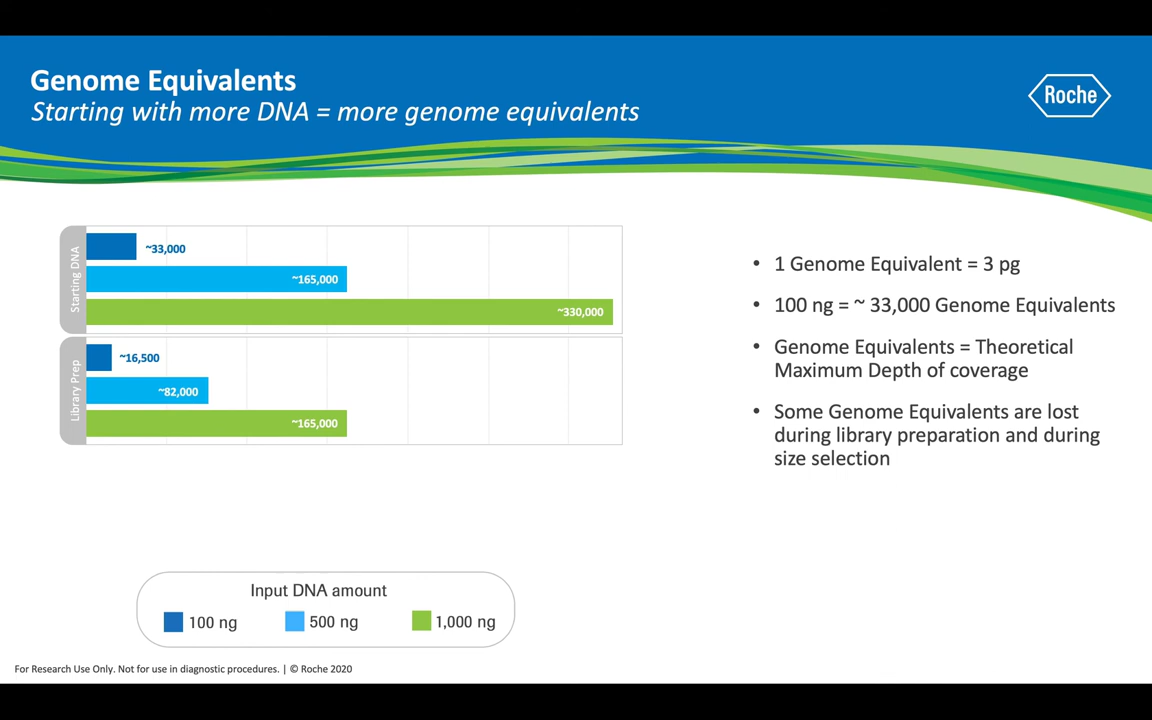 Genome Equivalents
Starting with more DNA = more genome equivalents
Roche
Starting DNA
~33,000
~165,000
~330,000
Library Prep
~16,500
~82,000
~165,000
• 1 Genome Equivalent = 3 pg
• 100 ng = ~ 33,000 Genome Equivalents
• Genome Equivalents = Theoretical
Maximum Depth of coverage
• Some Genome Equivalents are lost
during library preparation and during
size selection
Input DNA amount
100 ng
500 ng
1,000 ng
For Research Use Only. Not for use in diagnostic procedures. | © Roche 2020